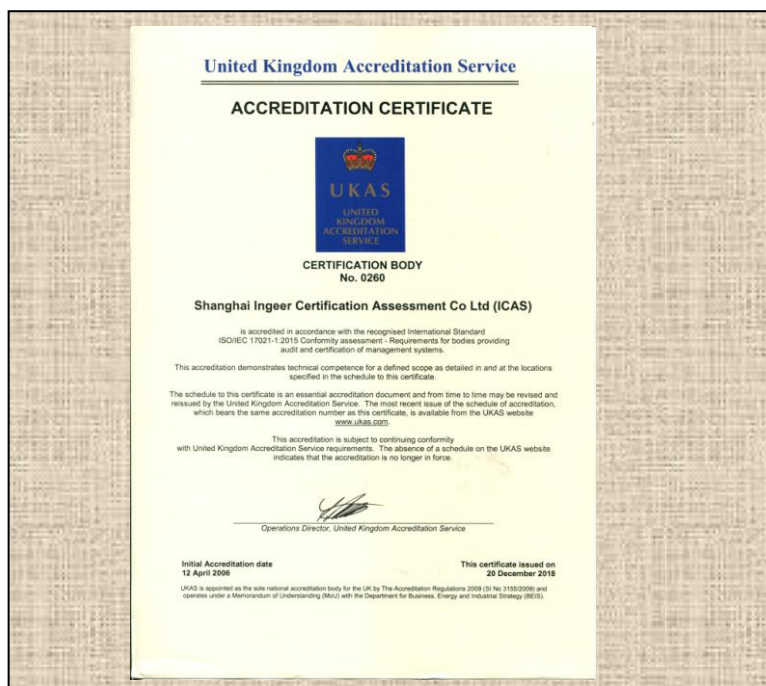 United Kingdom Accreditation Service
ACCREDITATION CERTIFICATE
UKAS
UNITED
KINGDOM
ACCREDITATION
SERVICE
CERTIFICATION BODY
No. 0260
Shanghai Ingeer Certification Assessment Co Ltd (ICAS)
is accredited in accordance with the recognised International Standard
ISO/IEC 17021-1:2015 Conformity assessment - Requirements for bodies providing
audit and certification of management systems.
This accreditation demonstrates technical competence for a defined scope as detailed in and at the locations
specified in the schedule to this certificate.
The schedule to this certificate is an essential accreditation document and from time to time may be revised and
reissued by the United Kingdom Accreditation Service. The most recent issue of the schedule of accreditation,
which bears the same accreditation number as this certificate, is available from the UKAS website
www.ukas.com.
This accreditation is subject to continuing conformity
with United Kingdom Accreditation Service requirements. The absence of a schedule on the UKAS website
indicates that the accreditation is no longer in force.
Operations Director, United Kingdom Accreditation Service
Initial Accreditation date
12 April 2006
This certificate issued on
20 December 2018
UKAS is appointed as the sole national accreditation body for the UK by The Accreditation Regulations 2009 (SI No 3155/2009) and
operates under a Memorandum of Understanding (MoU) with the Department for Business, Energy and Industrial Strategy (BEIS).